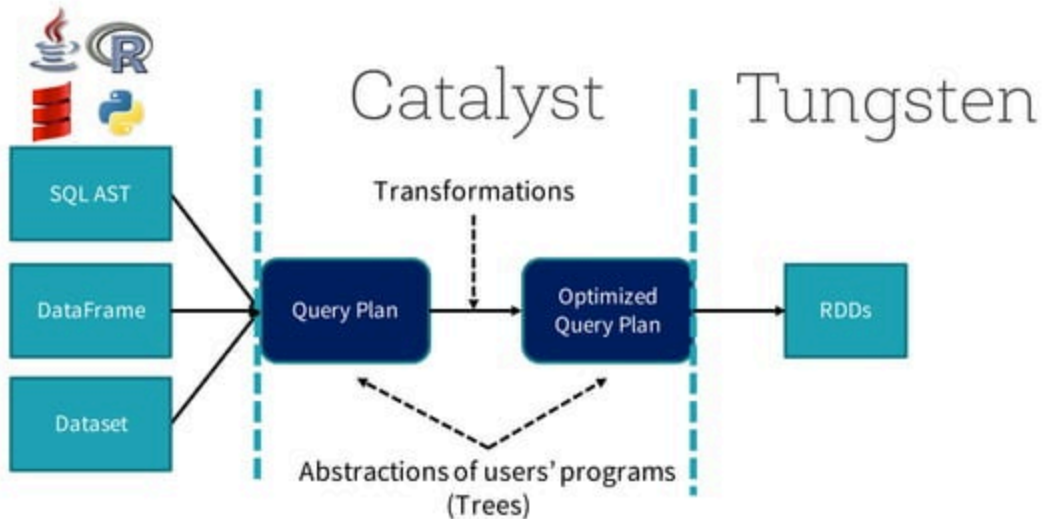 R
Catalyst
Tungsten
SQL AST
DataFrame
Dataset
Transformations
Query Plan
Optimized
Query Plan
RDDs
Abstractions of users' programs
(Trees)